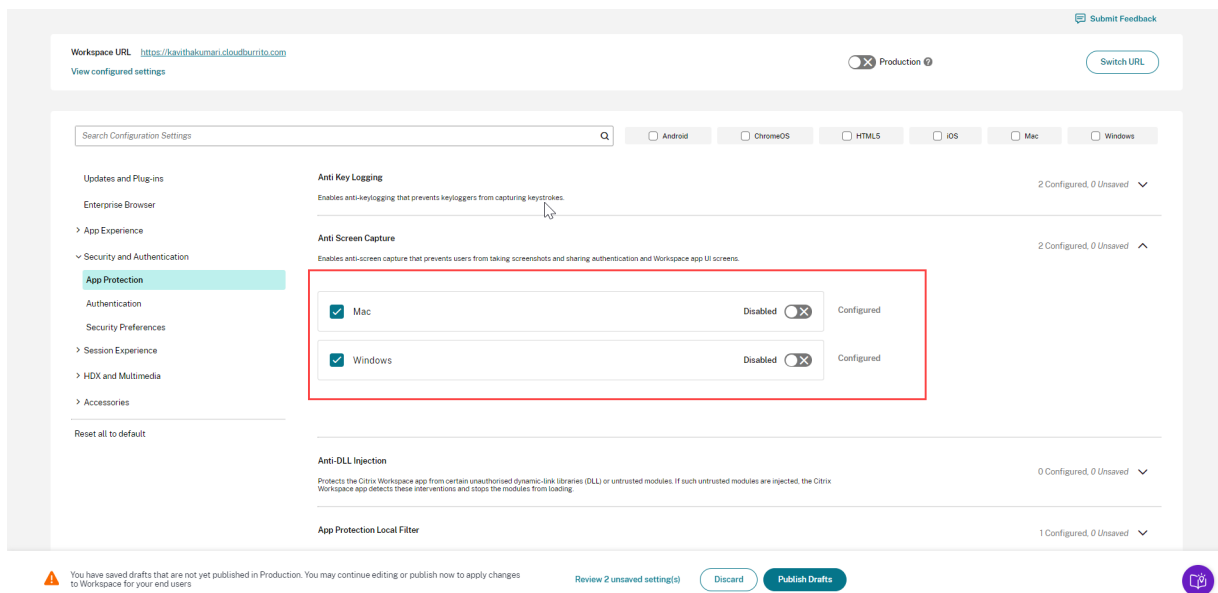 Submit Feedback
Workspace URL https://kavithakumari.cloudburrito.com
View configured settings
Production
Switch URL
Search Configuration Settings
Android
ChromeOS
HTML5
iOS
Mac
Windows
Updates and Plug-ins
Enterprise Browser
App Experience
Security and Authentication
App Protection
Authentication
Security Preferences
Session Experience
HDX and Multimedia
Accessories
Reset all to default
Anti Key Logging
2 Configured, 0 Unsaved
Enables anti-keylogging that prevents keyloggers from capturing keystrokes.
Anti Screen Capture
2 Configured, 0 Unsaved
Enables anti-screen capture that prevents users from taking screenshots and sharing authentication and Workspace app UI screens.
Mac
Disabled
Configured
Windows
Disabled
Configured
Anti-DLL Injection
0 Configured, 0 Unsaved
Protects the Citrix Workspace app from certain unauthorised dynamic-link libraries (DLL) or untrusted modules. If such untrusted modules are injected, the Citrix
Workspace app detects these interventions and stops the modules from loading.
App Protection Local Filter
1 Configured, 0 Unsaved
You have saved drafts that are not yet published in Production. You may continue editing or publish now to apply changes
to Workspace for your end users
Review 2 unsaved setting(s)
Discard
Publish Drafts